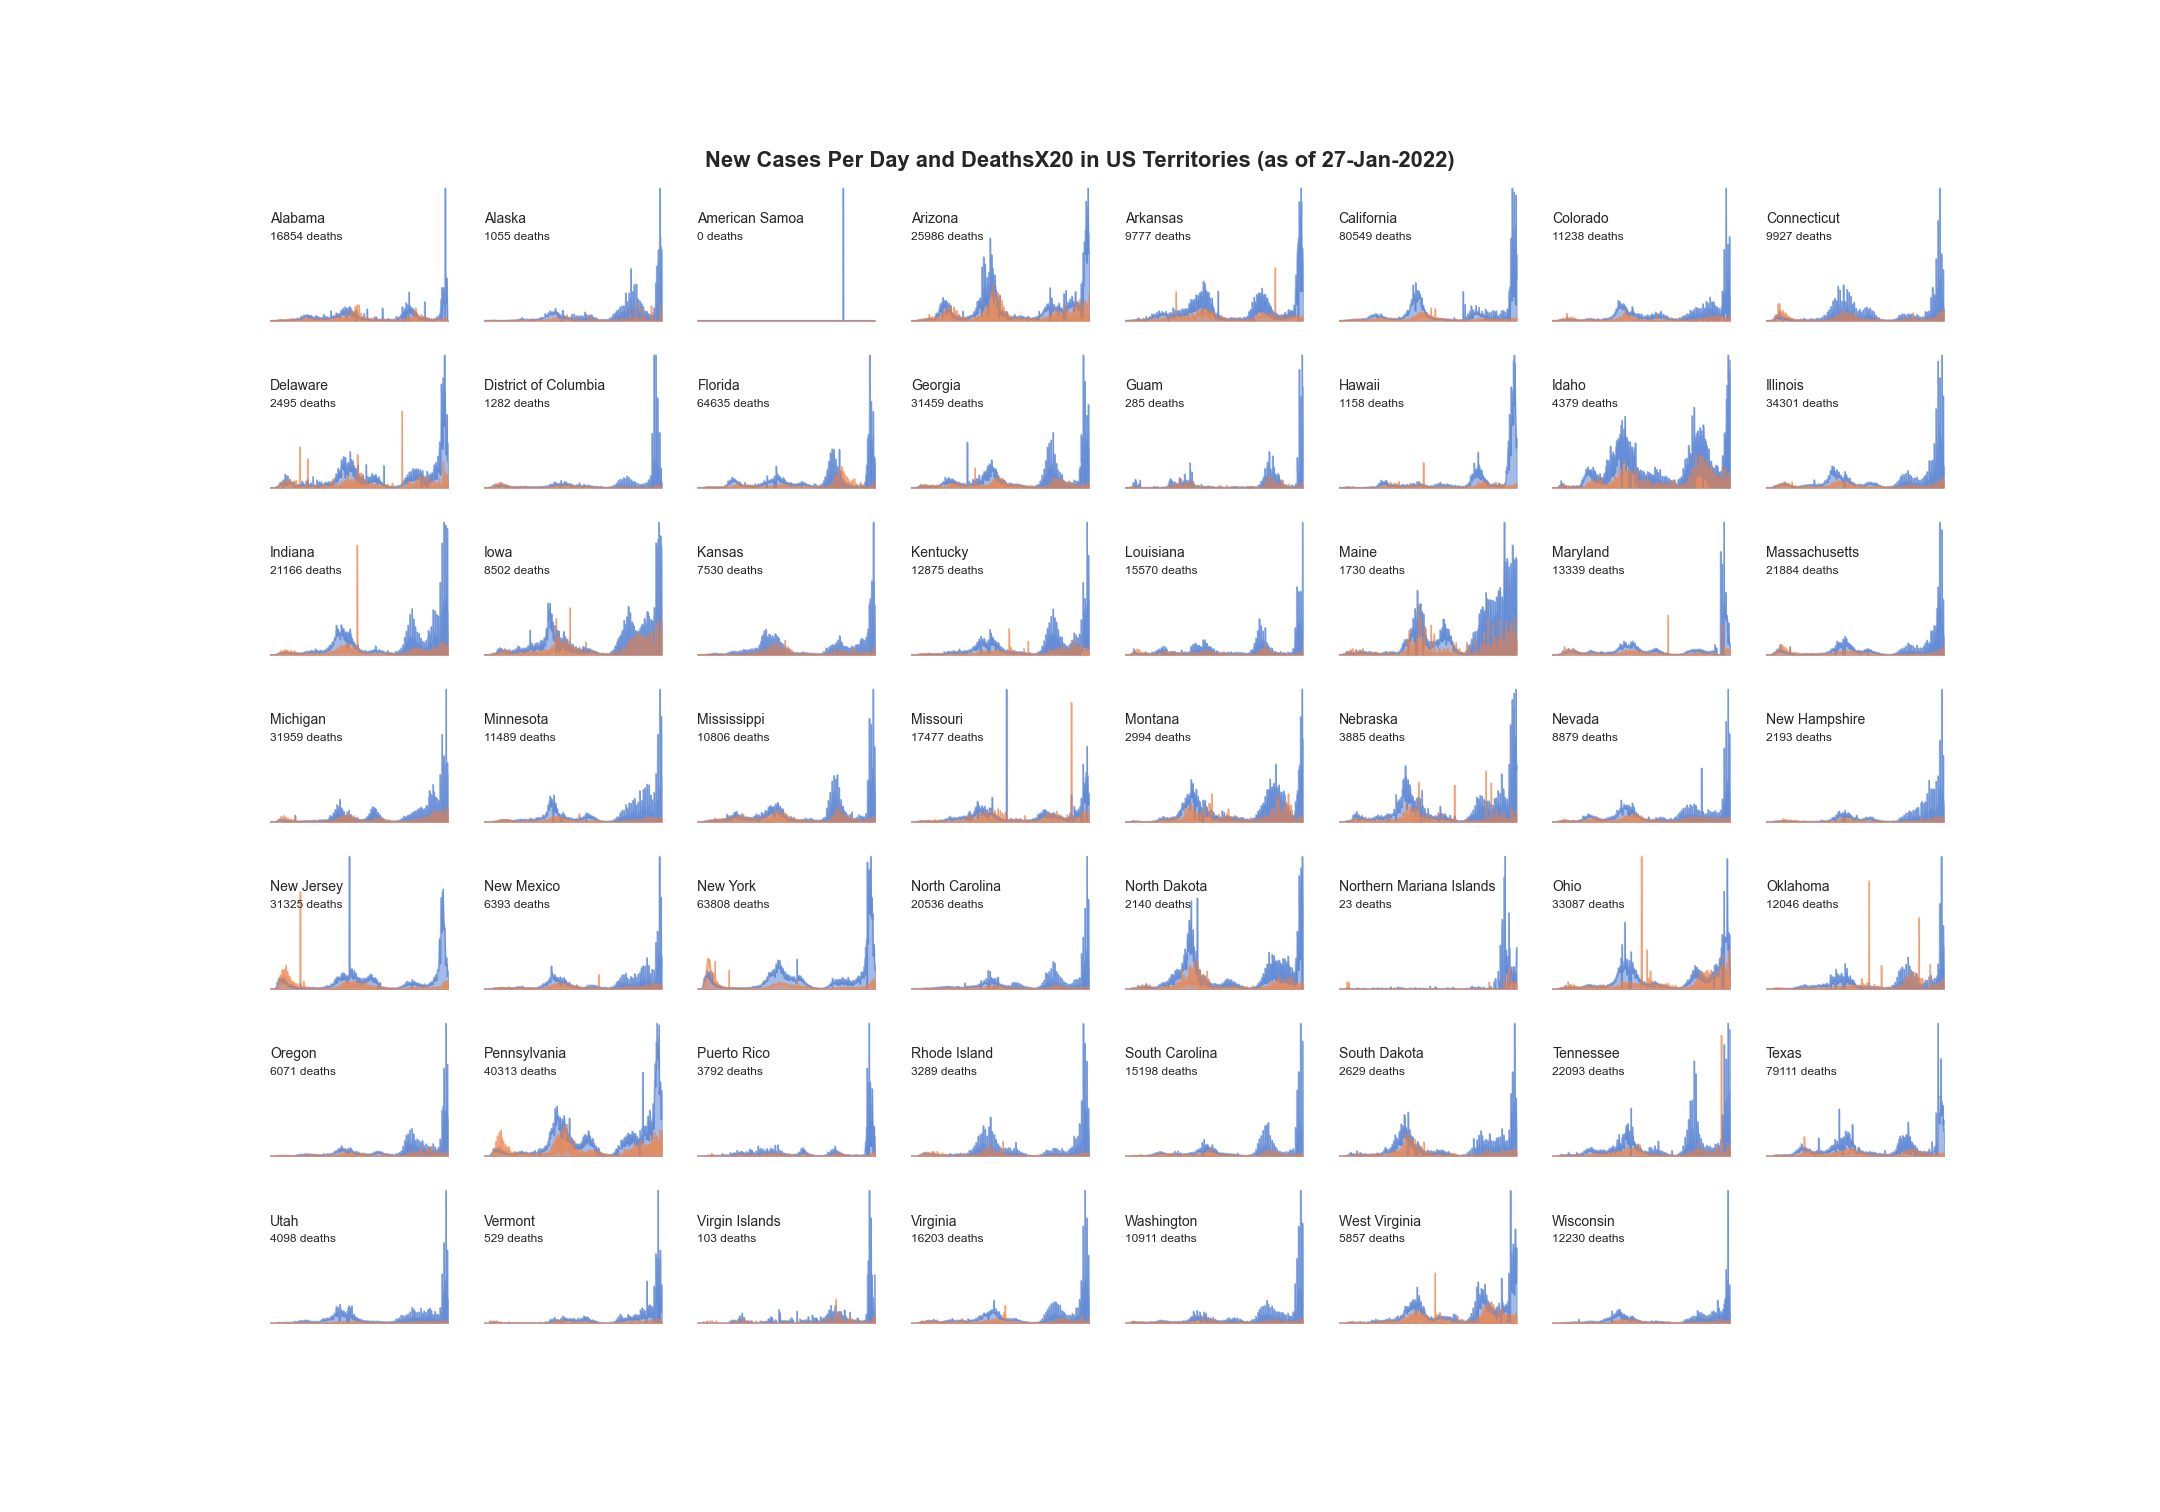 New Cases Per Day and DeathsX20 in US Territories (as of 27-Jan-2022)
Alabama
16854 deaths
Alaska
1055 deaths
American Samoa
0 deaths
Arizona
25986 deaths
Arkansas
9777 deaths
California
80549 deaths
Colorado
11238 deaths
Connecticut
9927 deaths
Delaware
2495 deaths
District of Columbia
1282 deaths
Florida
64635 deaths
Georgia
31459 deaths
Guam
285 deaths
Hawaii
1158 deaths
Idaho
4379 deaths
Illinois
34301 deaths
Indiana
21166 deaths
Iowa
8502 deaths
Kansas
7530 deaths
Kentucky
12875 deaths
Louisiana
15570 deaths
Maine
1730 deaths
Maryland
13339 deaths
Massachusetts
21884 deaths
Michigan
31959 deaths
Minnesota
11489 deaths
Mississippi
10806 deaths
Missouri
17477 deaths
Montana
2994 deaths
Nebraska
3885 deaths
Nevada
8879 deaths
New Hampshire
2193 deaths
New Jersey
31325 deaths
New Mexico
6393 deaths
New York
63808 deaths
North Carolina
20536 deaths
North Dakota
2140 deaths
Northern Mariana Islands
23 deaths
Ohio
33087 deaths
Oklahoma
12046 deaths
Oregon
6071 deaths
Pennsylvania
40313 deaths
Puerto Rico
3792 deaths
Rhode Island
3289 deaths
South Carolina
15198 deaths
South Dakota
2629 deaths
Tennessee
22093 deaths
Texas
79111 deaths
Utah
4098 deaths
Vermont
529 deaths
Virgin Islands
103 deaths
Virginia
16203 deaths
Washington
10911 deaths
West Virginia
5857 deaths
Wisconsin
12230 deaths